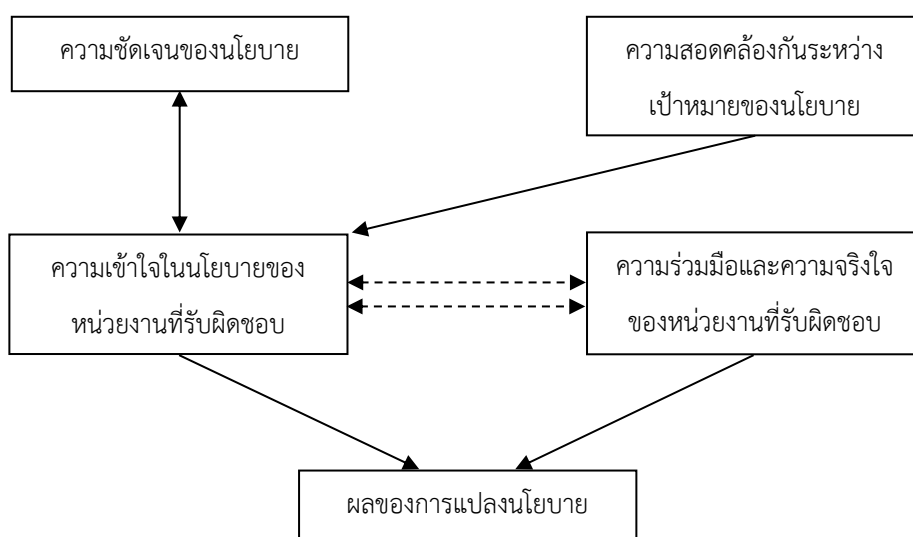 ความชัดเจนของนโยบาย
ความสอดคล้องกันระหว่าง
เป้าหมายของนโยบาย
ความเข้าใจในนโยบายของ
หน่วยงานที่รับผิดชอบ
ความร่วมมือและความจริงใจ
ของหน่วยงานที่รับผิดชอบ
ผลของการแปลงนโยบาย